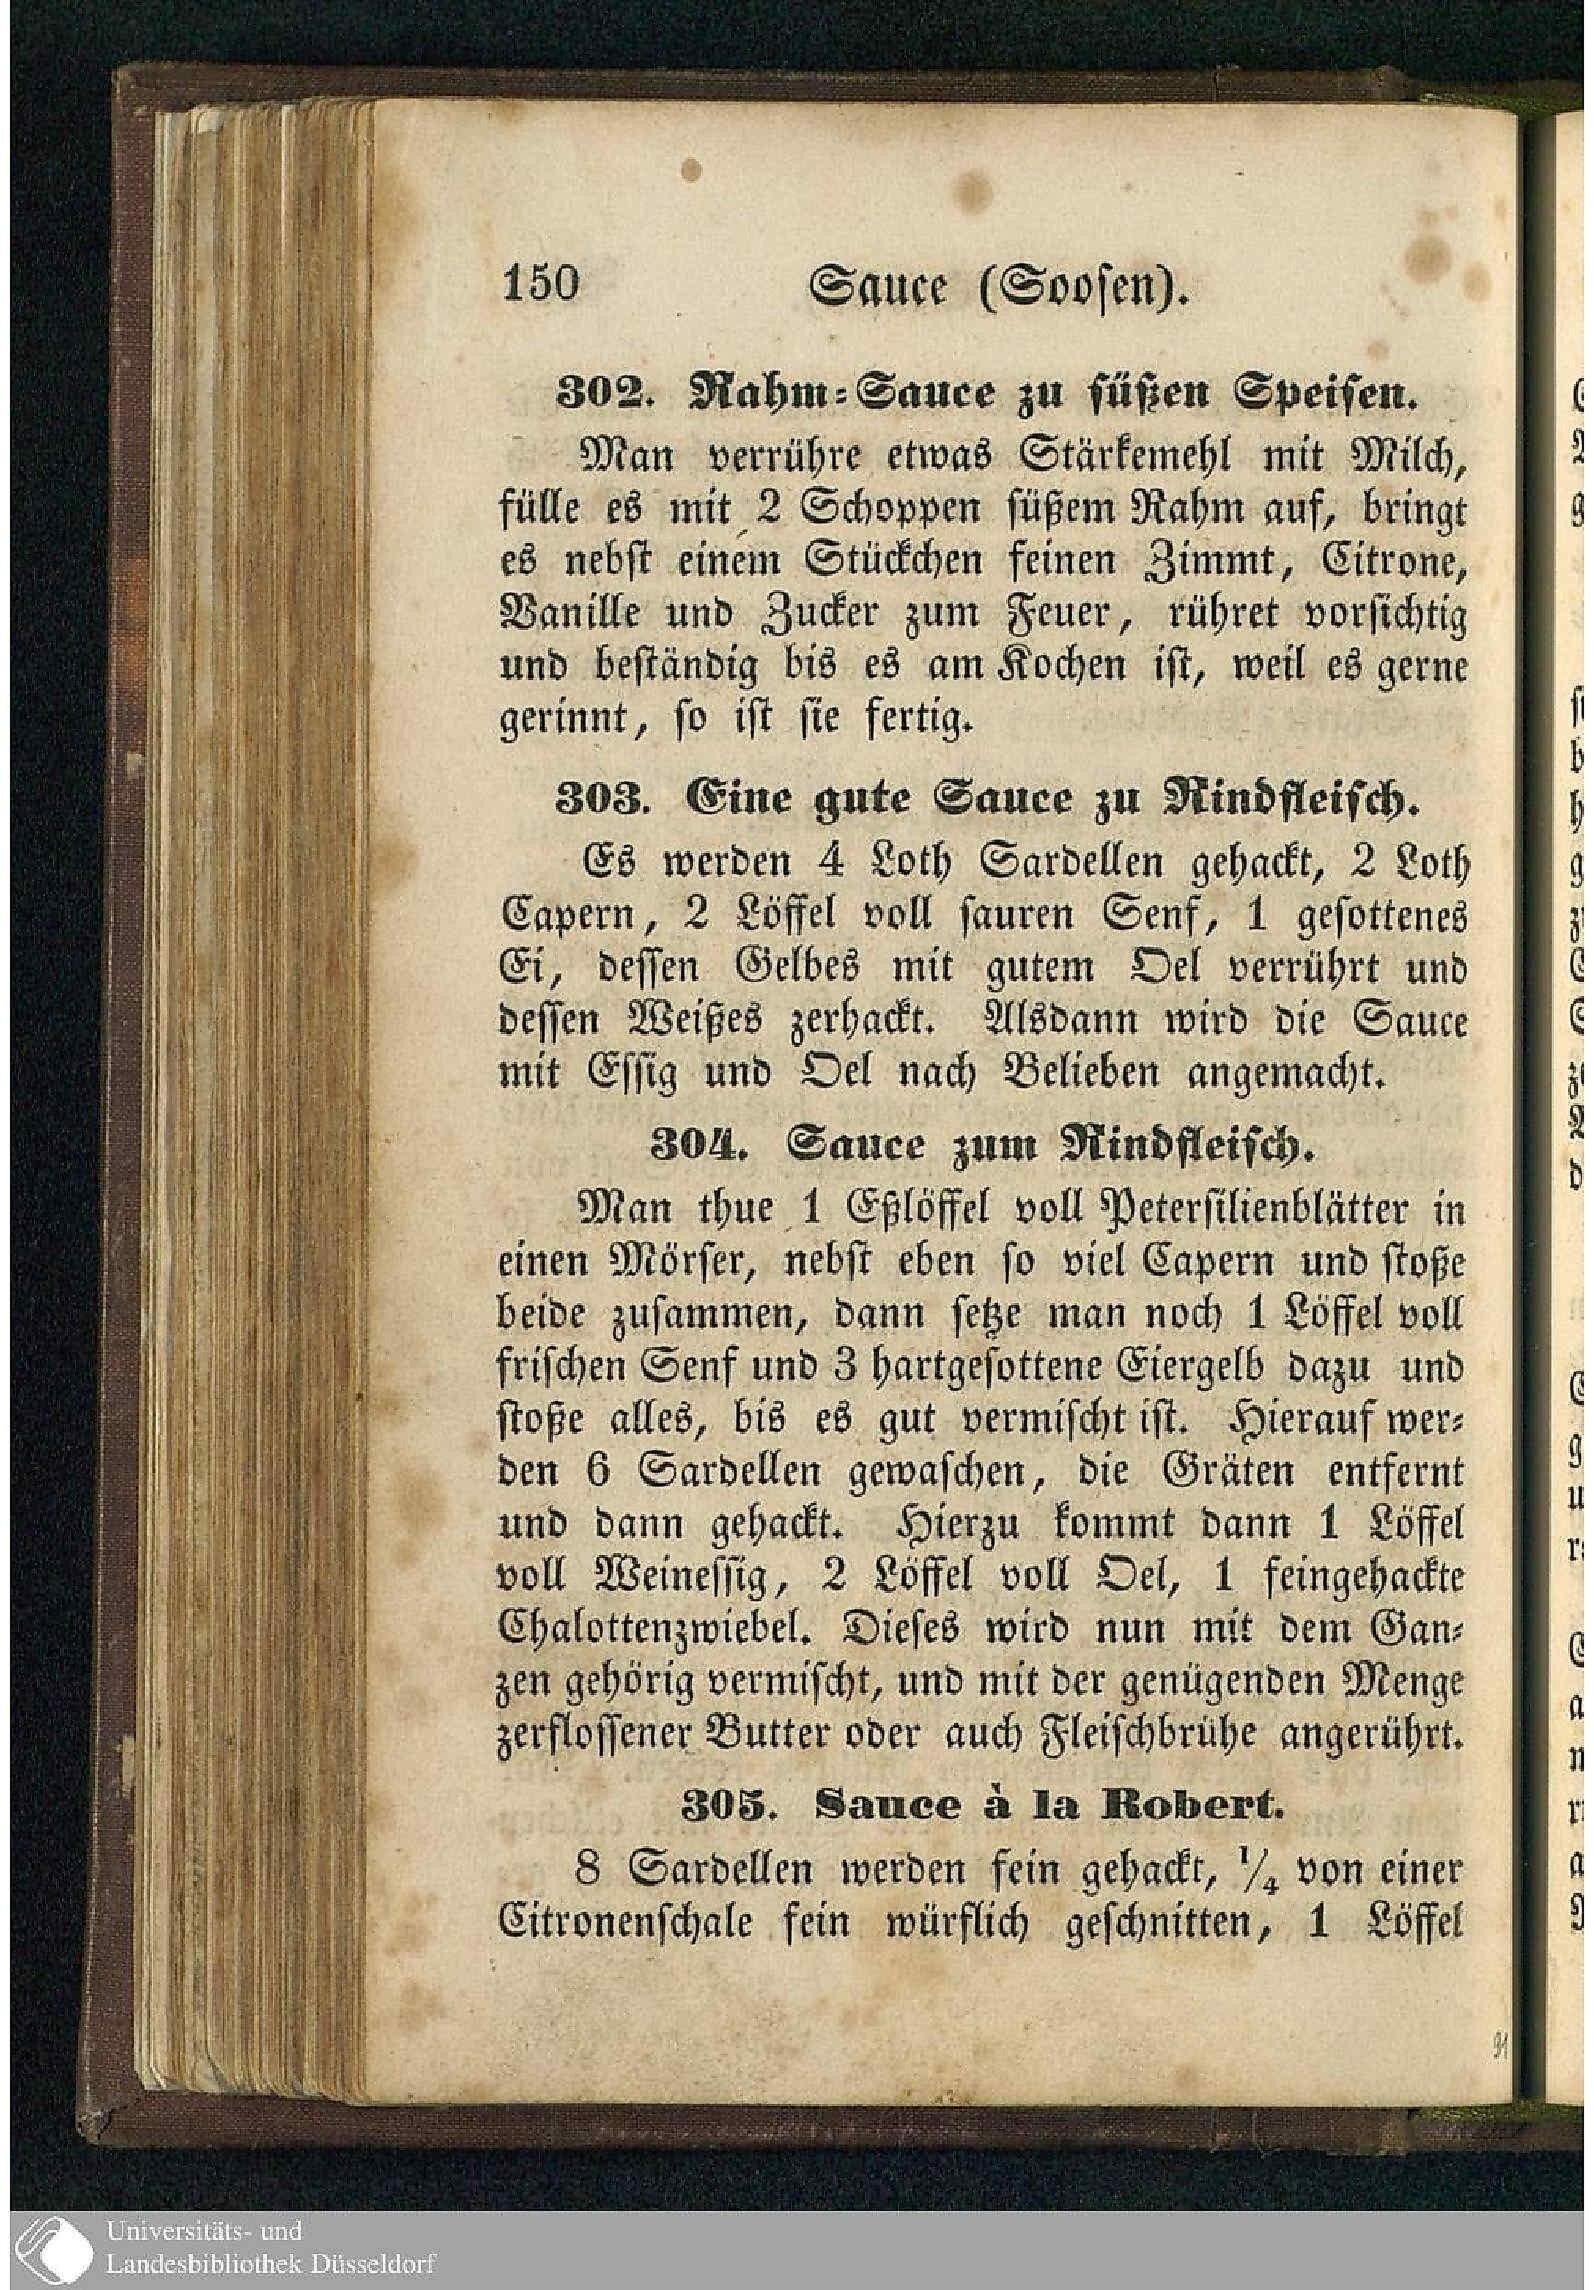 150 Sauce (Soosen).
302. Rahm=Sauce zu süßen Speisen.
Man verrühre etwas Stärkemehl mit Milch,
fülle es mit 2 Schoppen süßem Rahm auf, bringt
es nebst einem Stückchen feinen Zimmt, Citrone,
Vanille und Zucker zum Feuer, rühret vorsichtig
und beständig bis es am Kochen ist, weil es gerne
gerinnt, so ist sie fertig.
303. Eine gute Sauce zu Rindfleisch.
Es werden 4 Loth Sardellen gehackt, 2 Loth
Capern, 2 Löffel voll sauren Senf, 1 gesottenes
Ei, dessen Gelbes mit gutem Oel verrührt und
dessen Weißes zerhackt. Alsdann wird die Sauce
mit Essig und Oel nach Belieben angemacht.
304. Sauce zum Rindfleisch.
Man thue 1 Eßlöffel voll Petersilienblätter in
einen Mörser, nebst eben so viel Capern und stoße
beide zusammen, dann setze man noch 1 Löffel voll
frischen Senf und 3 hartgesottene Eiergelb dazu und
stoße alles, bis es gut vermischt ist. Hierauf wer=
den 6 Sardellen gewaschen, die Gräten entfernt
und dann gehackt. Hierzu kommt dann 1 Löffel
voll Weinessig, 2 Löffel voll Oel, 1 feingehackte
Chalottenzwiebel. Dieses wird nun mit dem Gan=
zen gehörig vermischt, und mit der genügenden Menge
zerflossener Butter oder auch Fleischbrühe angerührt.
305. Sauce à la Robert.
8 Sardellen werden fein gehackt, 1/4 von einer
Citronenschale fein würflich geschnitten, 1 Löffel
Universitäts- und
Landesbibliothek Düsseldorf